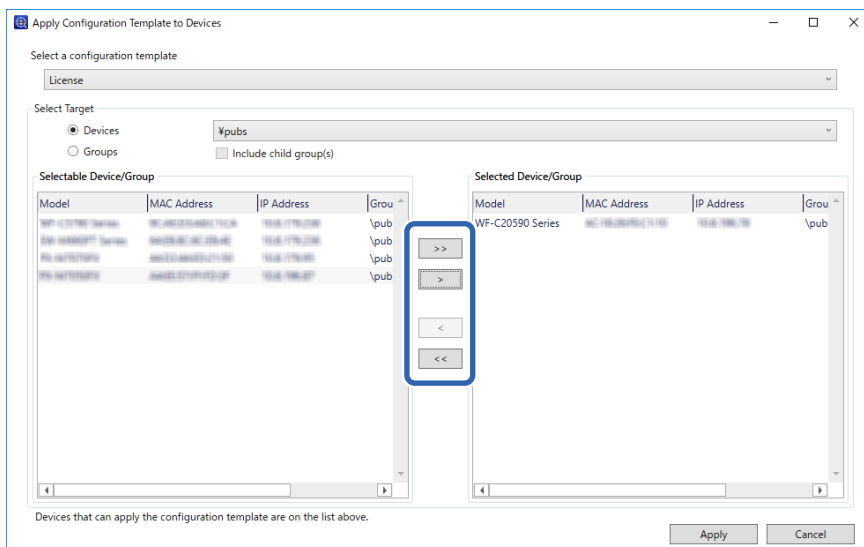 Apply Configuration Template to Devices
Select a configuration template
License
Select Target
Devices
¥pubs
Groups
Include child group(s)
Selectable Device/Group
Selected Device/Group
Model MAC Address IP Address Grou
Model MAC Address IP Address Grou
\pub
\pub
\pub
\pub
WF-C20590 Series \pub
>>
>
<
<<
Devices that can apply the configuration template are on the list above.
Apply Cancel